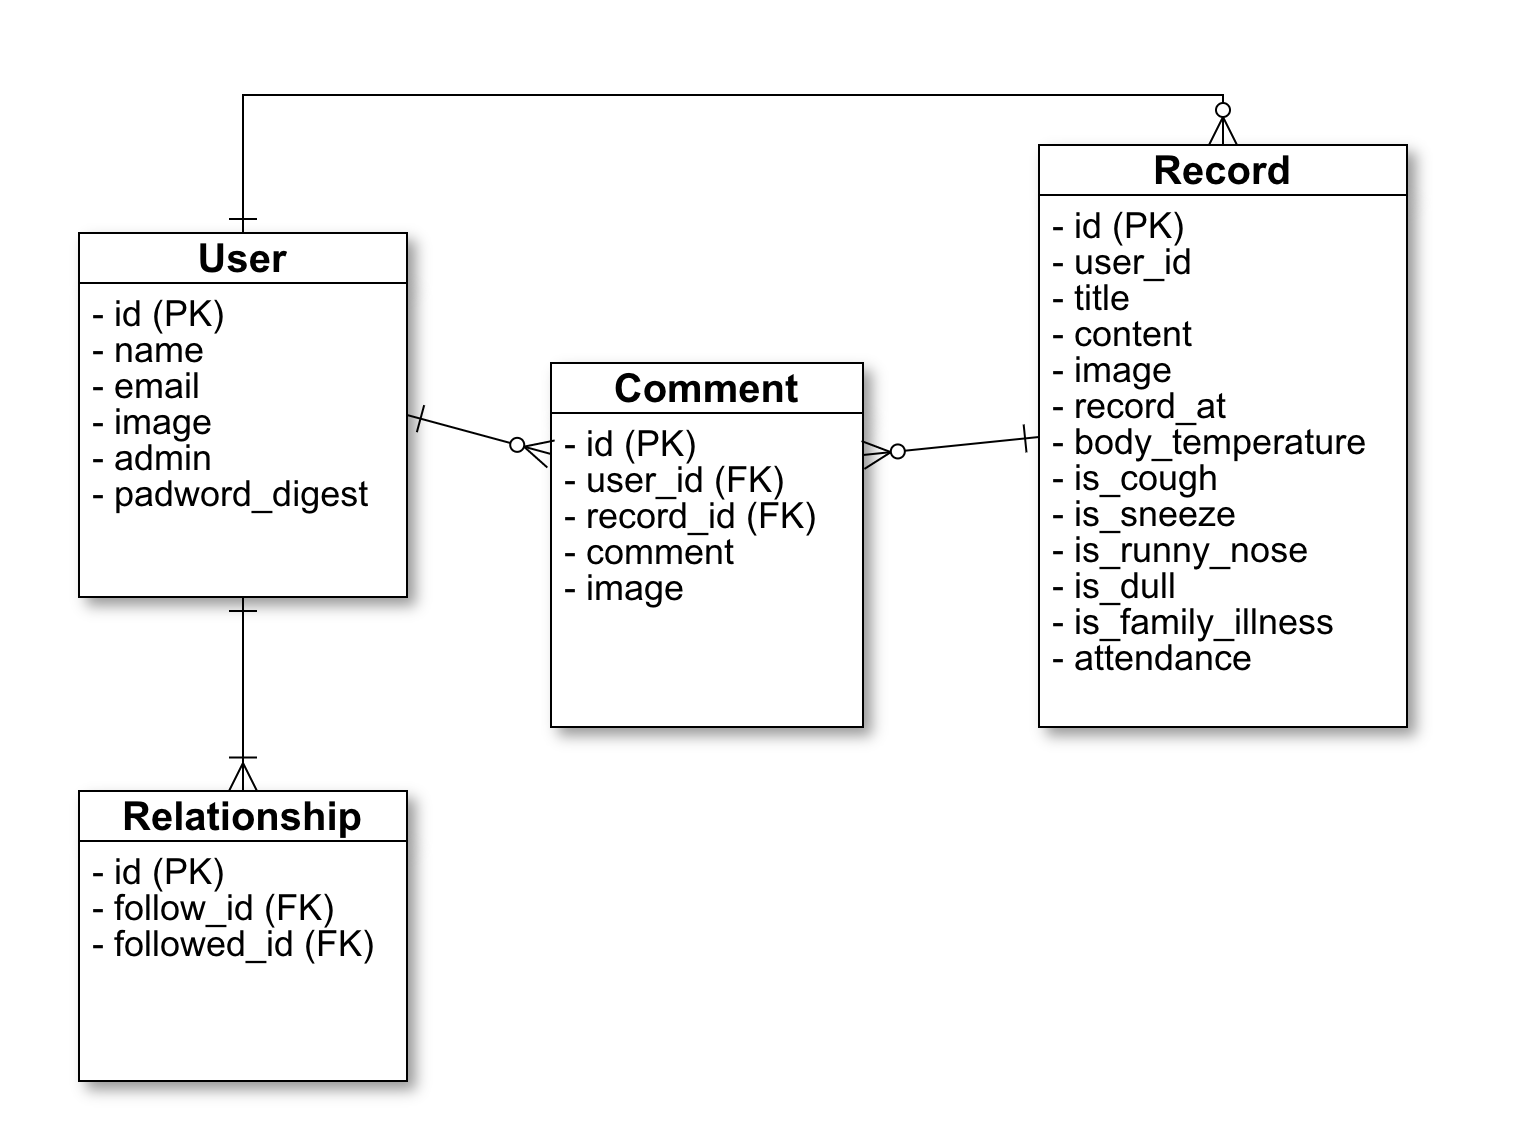 User
- id (PK)
- name
- email
- image
- admin
- padword_digest
Relationship
- id (PK)
- follow_id (FK)
- followed_id (FK)
Comment
- id (PK)
- user_id (FK)
- record_id (FK)
- comment
- image
Record
- id (PK)
- user_id
- title
- content
- image
- record_at
- body_temperature
- is_cough
- is_sneeze
- is_runny_nose
- is_dull
- is_family_illness
- attendance